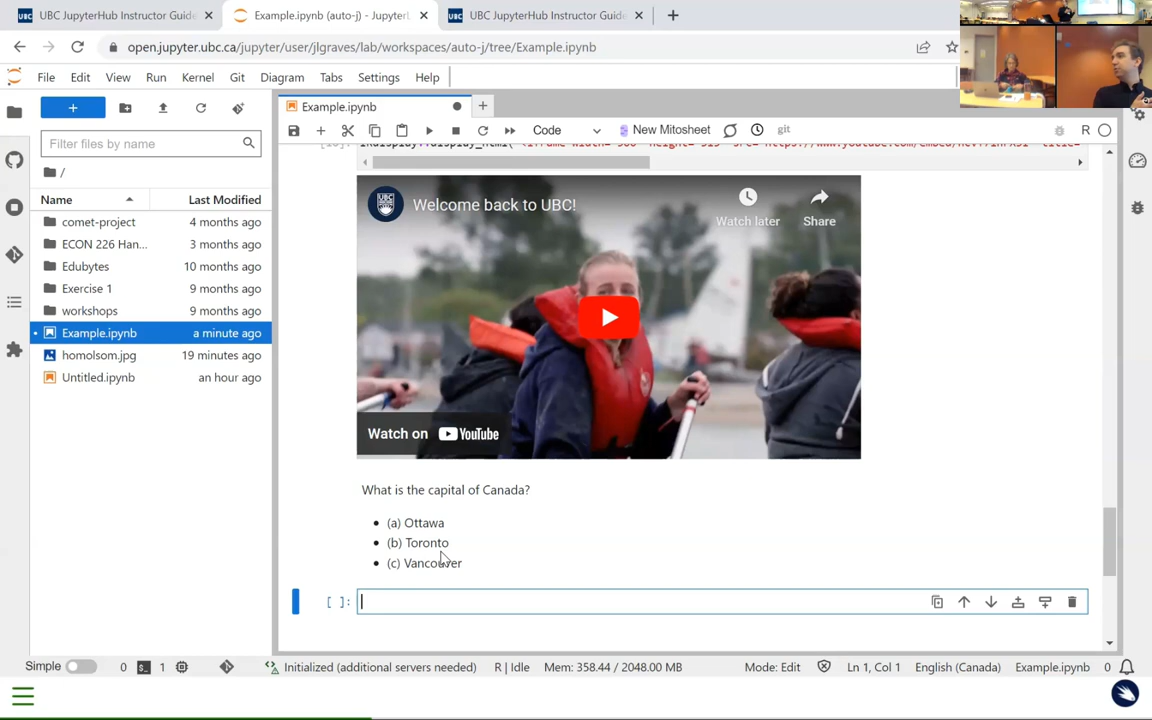 UBC JupyterHub Instructor Guide
Example.ipynb (auto-j) - JupyterL
UBC JupyterHub Instructor Guide
open.jupyter.ubc.ca/jupyter/user/jlgraves/lab/workspaces/auto-j/tree/Example.ipynb
File Edit View Run Kernel Git Diagram Tabs Settings Help
Example.ipynb
Code New Mitosheet git R
Filter files by name
/
Name Last Modified
comet-project 4 months ago
ECON 226 Han... 3 months ago
Edubytes 10 months ago
Exercise 1 9 months ago
workshops 9 months ago
Example.ipynb a minute ago
homolsom.jpg 19 minutes ago
Untitled.ipynb an hour ago
UBC
Welcome back to UBC!
Watch later
Share
Watch on YouTube
What is the capital of Canada?
(a) Ottawa
(b) Toronto
(c) Vancouver
[ ]:
Simple 0 1 Initialized (additional servers needed) R | Idle Mem: 358.44 / 2048.00 MB Mode: Edit Ln 1, Col 1 English (Canada) Example.ipynb 0